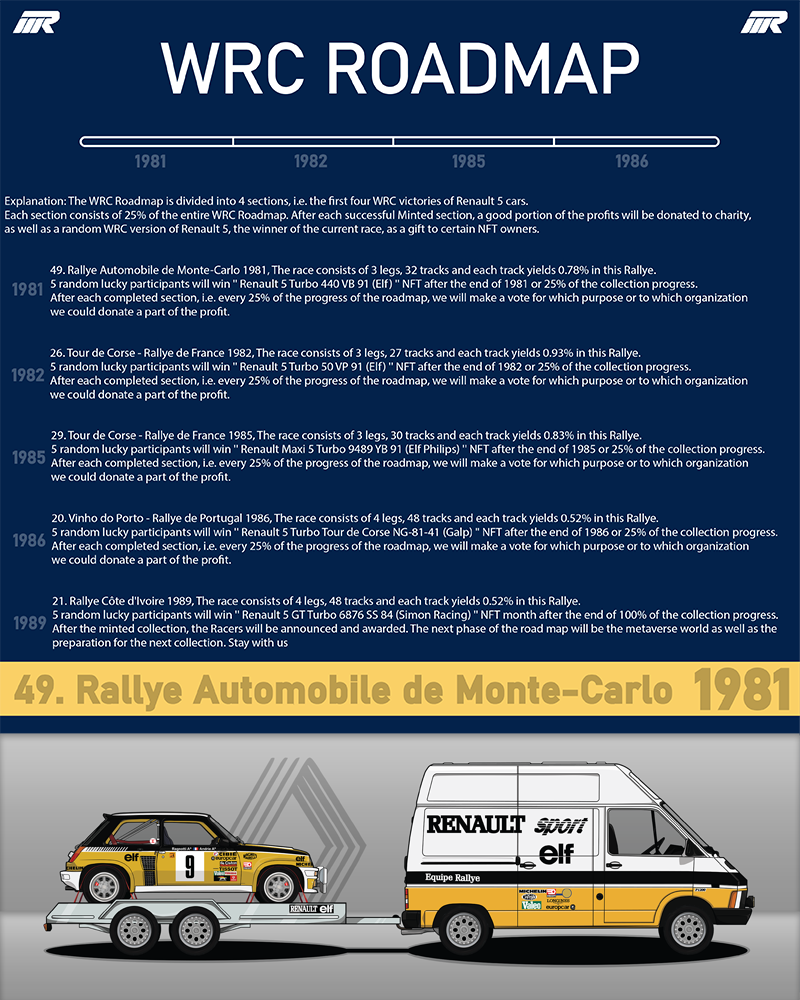 WRC ROADMAP
1981 1982 1985 1986
Explanation: The WRC Roadmap is divided into 4 sections, i.e. the first four WRC victories of Renault 5 cars.
Each section consists of 25% of the entire WRC Roadmap. After each successful Minted section, a good portion of the profits will be donated to charity,
as well as a random WRC version of Renault 5, the winner of the current race, as a gift to certain NFT owners.
1981
49. Rallye Automobile de Monte-Carlo 1981, The race consists of 3 legs, 32 tracks and each track yields 0.78% in this Rallye.
5 random lucky participants will win " Renault 5 Turbo 440 VB 91 (Elf) " NFT after the end of 1981 or 25% of the collection progress.
After each completed section, i.e. every 25% of the progress of the roadmap, we will make a vote for which purpose or to which organization
we could donate a part of the profit.
1982
26. Tour de Corse - Rallye de France 1982, The race consists of 3 legs, 27 tracks and each track yields 0.93% in this Rallye.
5 random lucky participants will win " Renault 5 Turbo 50 VP 91 (Elf) " NFT after the end of 1982 or 25% of the collection progress.
After each completed section, i.e. every 25% of the progress of the roadmap, we will make a vote for which purpose or to which organization
we could donate a part of the profit.
1985
29. Tour de Corse - Rallye de France 1985, The race consists of 3 legs, 30 tracks and each track yields 0.83% in this Rallye.
5 random lucky participants will win " Renault Maxi 5 Turbo 9489 YB 91 (Elf Philips) " NFT after the end of 1985 or 25% of the collection progress.
After each completed section, i.e. every 25% of the progress of the roadmap, we will make a vote for which purpose or to which organization
we could donate a part of the profit.
1986
20. Vinho do Porto - Rallye de Portugal 1986, The race consists of 4 legs, 48 tracks and each track yields 0.52% in this Rallye.
5 random lucky participants will win " Renault 5 Turbo Tour de Corse NG-81-41 (Galp) " NFT after the end of 1986 or 25% of the collection progress.
After each completed section, i.e. every 25% of the progress of the roadmap, we will make a vote for which purpose or to which organization
we could donate a part of the profit.
1989
21. Rallye Côte d'Ivoire 1989, The race consists of 4 legs, 48 tracks and each track yields 0.52% in this Rallye.
5 random lucky participants will win " Renault 5 GT Turbo 6876 SS 84 (Simon Racing) " NFT month after the end of 100% of the collection progress.
After the minted collection, the Racers will be announced and awarded. The next phase of the road map will be the metaverse world as well as the
preparation for the next collection. Stay with us
49. Rallye Automobile de Monte-Carlo 1981
RENAULT sport
elf
Equipe Rallye
MICHELIN
Valeo
LONGINES
europcar
elf
9
europcar
TISSOT
RENAULT elf